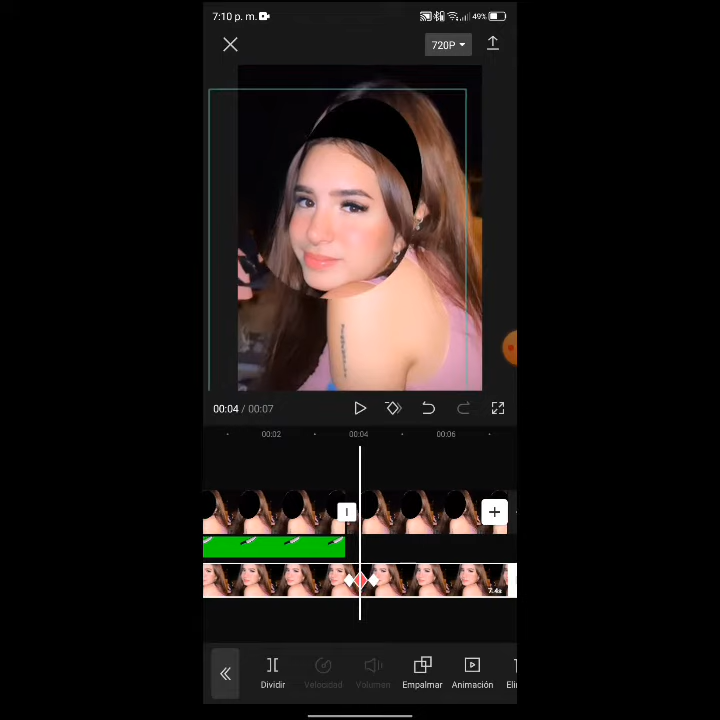 7:10 p. m. 49%
720P
00:04 / 00:07
00:02 00:04 00:06
7.4s
Dividir Velocidad Volumen Empalmar Animación Eli